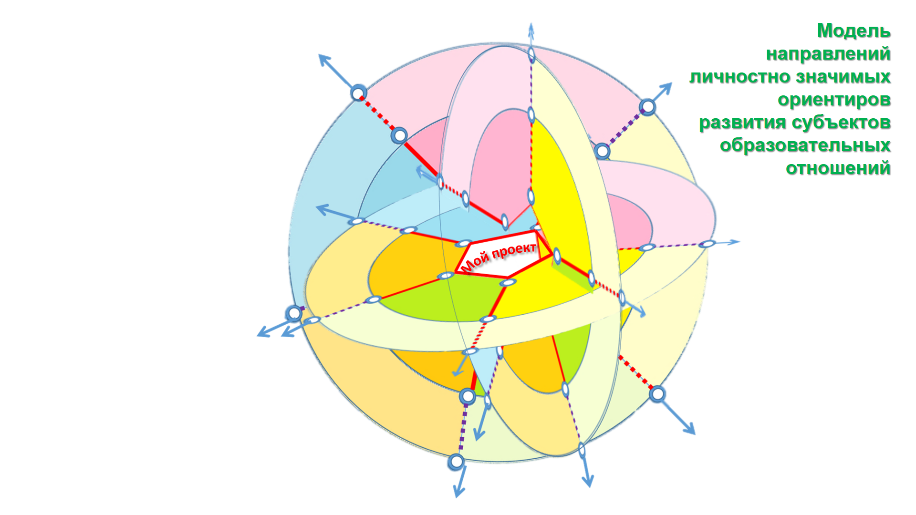 Модель
направлений
личностно значимых
ориентиров
развития субъектов
образовательных
отношений
Мой проект